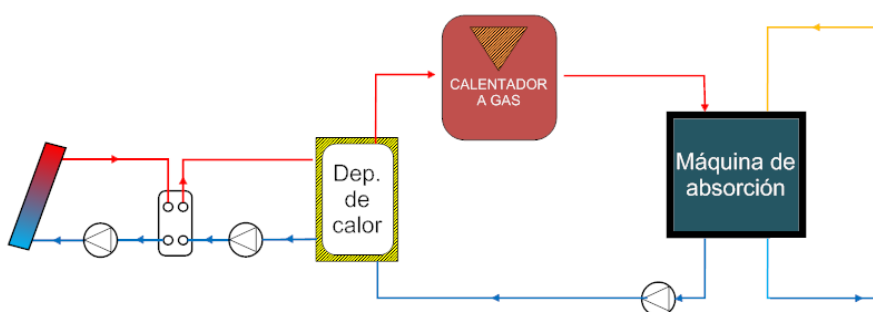 CALENTADOR
A GAS
Dep.
de
calor
Máquina de
absorción